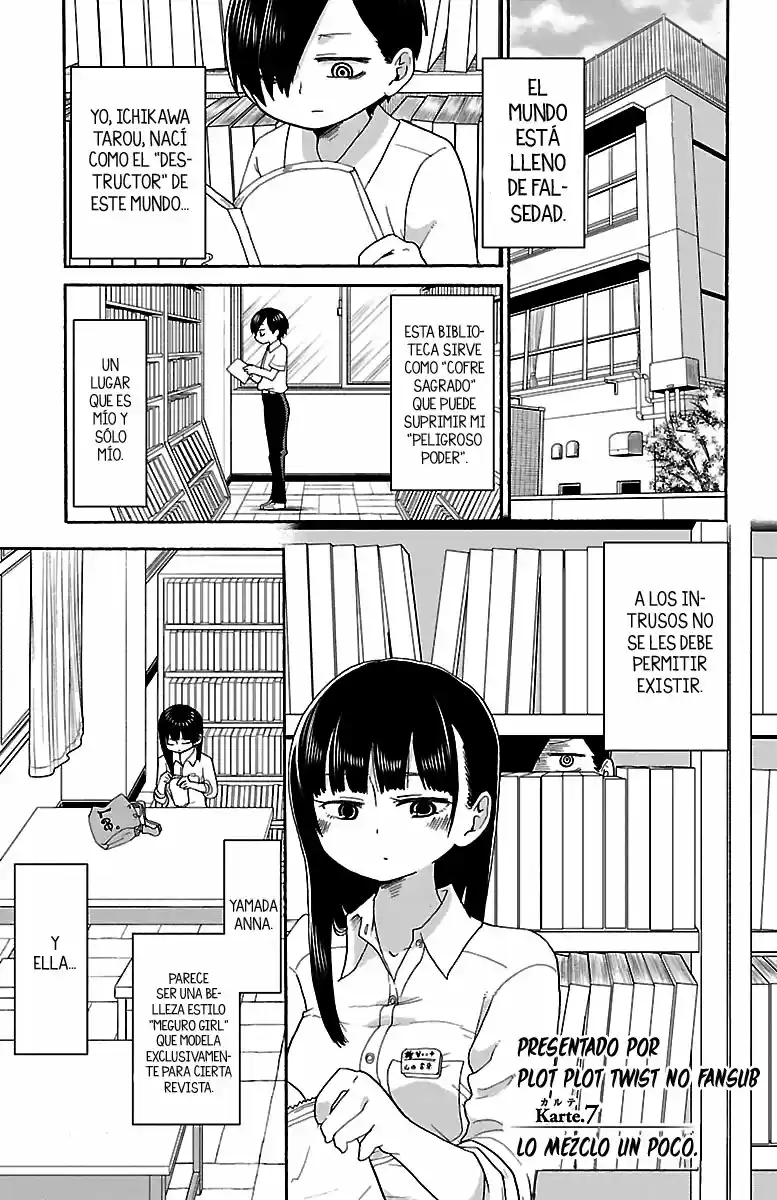 EL
MUNDO
ESTÁ
LLENO
DE FAL-
SEDAD.
YO, ICHIKAWA
TAROU, NACÍ
COMO EL "DES-
TRUCTOR" DE
ESTE MUNDO...
ESTA BIBLIO-
TECA SIRVE
COMO "COFRE
SAGRADO"
QUE PUEDE
SUPRIMIR MI
"PELIGROSO
PODER".
UN
LUGAR
QUE ES
MÍO Y
SÓLO
MÍO.
A LOS IN-
TRUSOS NO
SE LES DEBE
PERMITIR
EXISTIR.
YAMADA
ANNA.
PARECE
SER UNA BE-
LLEZA ESTILO
"MEGURO GIRL"
QUE MODELA
EXCLUSIVAMEN-
TE PARA CIERTA
REVISTA.
Y
ELLA...
PRESENTADO POR
PLOT PLOT TWIST NO FANSUB
カルテ
Karte.7
LO MEZCLO UN POCO.